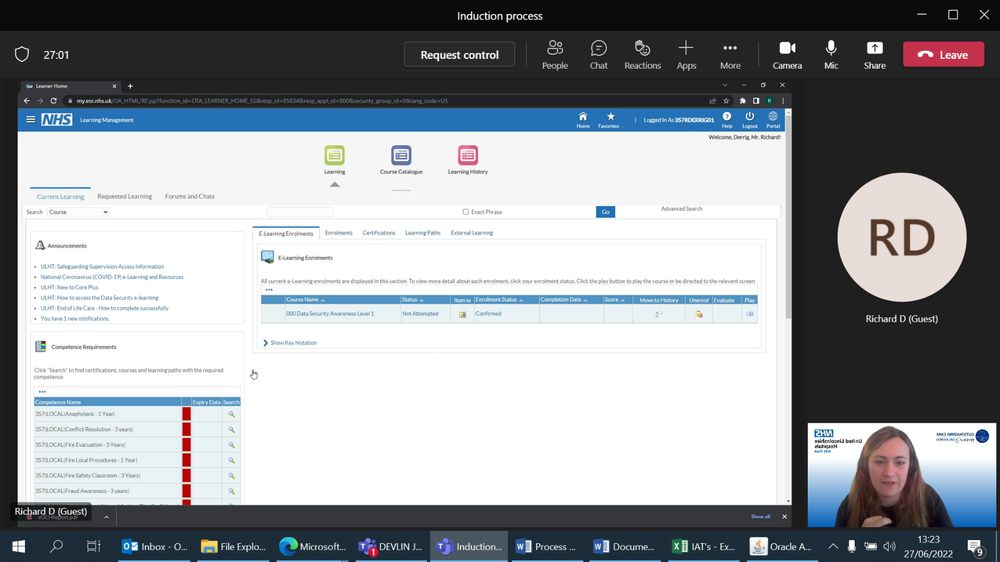 Induction process
27:01
Request control
People
Chat
Reactions
Apps
More
Camera
Mic
Share
Leave
Learner Home
my.esr.nhs.uk/OA_HTML/RF.jsp?function_id=OTA_LEARNER_HOME_SS&resp_id=85034&resp_appl_id=800&security_group_id=0&lang_code=US
R
NHS Learning Management
Home
Favorites
Logged In As 357RDERRIG01
Help
Logout
Portal
Welcome, Derrig, Mr. Richard!
Learning
Course Catalogue
Learning History
Current Learning
Requested Learning
Forums and Chats
Search Course
Exact Phrase
Go
Advanced Search
Announcements
ULHT: Safeguarding Supervision Access Information
National Coronavirus (COVID-19) e-Learning and Resources
ULHT: New to Core Plus
ULHT: How to access the Data Security e-learning
ULHT: End of Life Care - How to complete successfully
You have 1 new notifications.
Competence Requirements
Click "Search" to find certifications, courses and learning paths with the required
competence
Competence Name Expiry Date Search
357|LOCAL|Anaphylaxis - 1 Year|
357|LOCAL|Conflict Resolution - 3 years|
357|LOCAL|Fire Evacuation - 3 Years|
357|LOCAL|Fire Local Procedures - 1 Year|
357|LOCAL|Fire Safety Classroom - 3 Years|
357|LOCAL|Fraud Awareness - 3 years|
E-Learning Enrolments
Enrolments
Certifications
Learning Paths
External Learning
E-Learning Enrolments
All current e-Learning enrolments are displayed in this section. To view more detail about each enrolment, click your enrolment status. Click the play button to play the course or be directed to the relevant screen.
Course Name Status Item in Enrolment Status Completion Date Score Move to History Unenrol Evaluate Play
000 Data Security Awareness Level 1 Not Attempted Confirmed
Show Key Notation
RD
Richard D (Guest)
NHS
United Lincolnshire
Hospitals
NHS Trust
OUTSTANDING CARE
personally DELIVERED
Richard D (Guest)
eOCHReport.pdf
Show all
Inbox - O...
File Explo...
Microsoft...
1
DEVLIN J...
Induction...
Process ...
Docume...
IAT's - Ex...
Oracle A...
13:23
27/06/2022
9